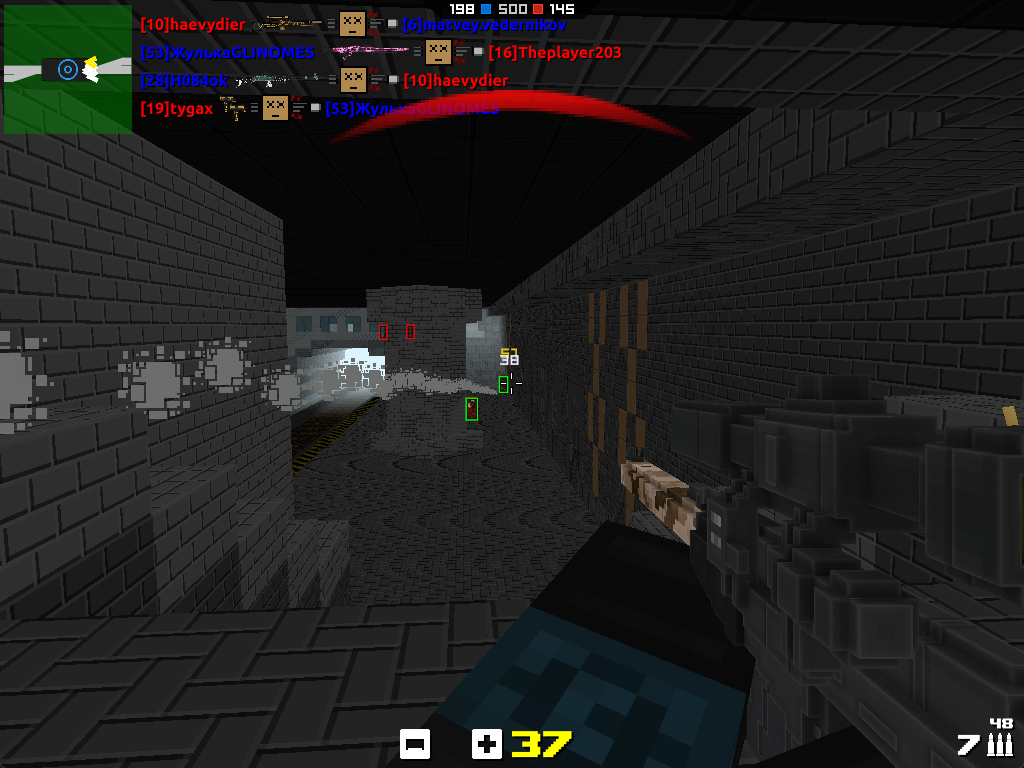 198 500 145
[10]haevydier [6]matvey.vedernikov
[53]ЖулькаGLINOMES [16]Theplayer203
[28]H084ok [10]haevydier
[19]tygax [53]ЖулькаGLINOMES
38
37
48
7